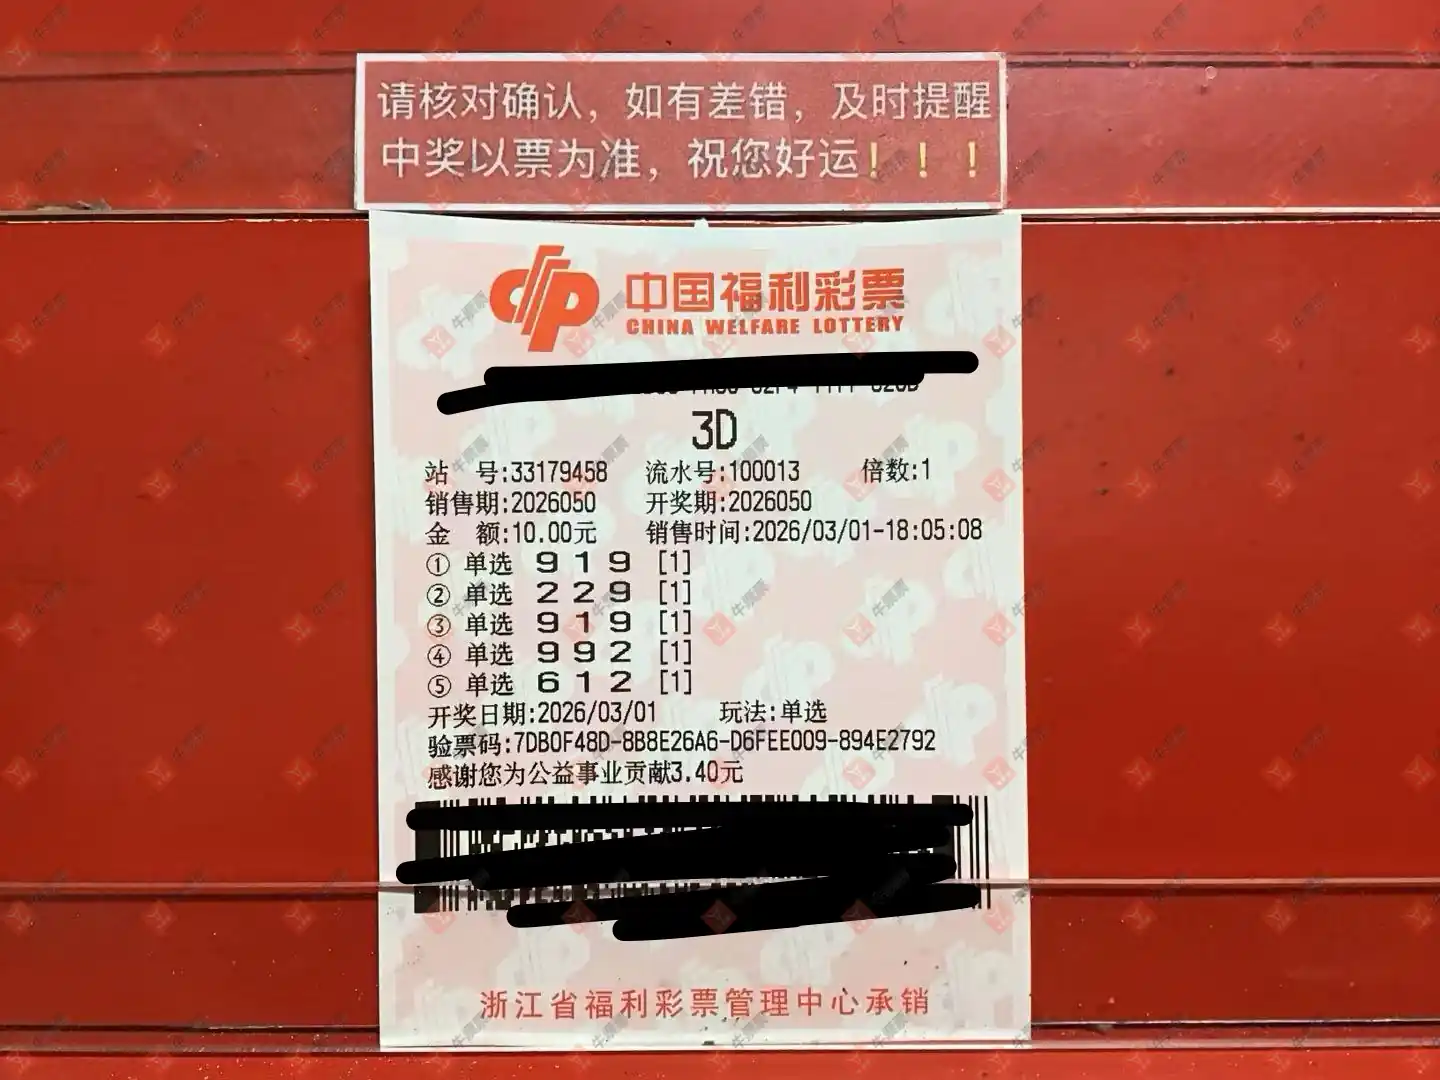 请核对确认，如有差错，及时提醒
中奖以票为准，祝您好运！！！
中国福利彩票
CHINA WELFARE LOTTERY
3D
站 号:33179458 流水号:100013 倍数:1
销售期:2026050 开奖期:2026050
金 额:10.00元 销售时间:2026/03/01-18:05:08
① 单选 9 1 9 [1]
② 单选 2 2 9 [1]
③ 单选 9 1 9 [1]
④ 单选 9 9 2 [1]
⑤ 单选 6 1 2 [1]
开奖日期:2026/03/01 玩法:单选
验票码:7DB0F48D-8B8E26A6-D6FEE009-894E2792
感谢您为公益事业贡献3.40元
浙江省福利彩票管理中心承销